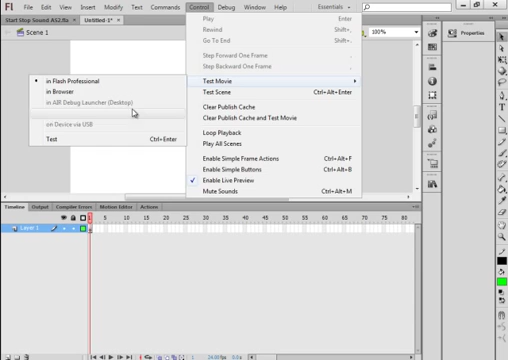 Fl File Edit View Insert Modify Text Commands Control Debug Window Help Essentials
Start Stop Sound AS2.fla × Untitled-1* ×
Scene 1
100%
Properties
Play Enter
Rewind Shift+,
Go To End Shift+.
Step Forward One Frame .
Step Backward One Frame ,
Test Movie
Test Scene Ctrl+Alt+Enter
Clear Publish Cache
Clear Publish Cache and Test Movie
Loop Playback
Play All Scenes
Enable Simple Frame Actions Ctrl+Alt+F
Enable Simple Buttons Ctrl+Alt+B
Enable Live Preview
Mute Sounds Ctrl+Alt+M
in Flash Professional
in Browser
in AIR Debug Launcher (Desktop)
on Device via USB
Test Ctrl+Enter
Timeline Output Compiler Errors Motion Editor Actions
1 5 10 15 20 25 30 35 40 45 50 55 60 65 70 75 80
Layer 1
1 24.00fps 0.0s